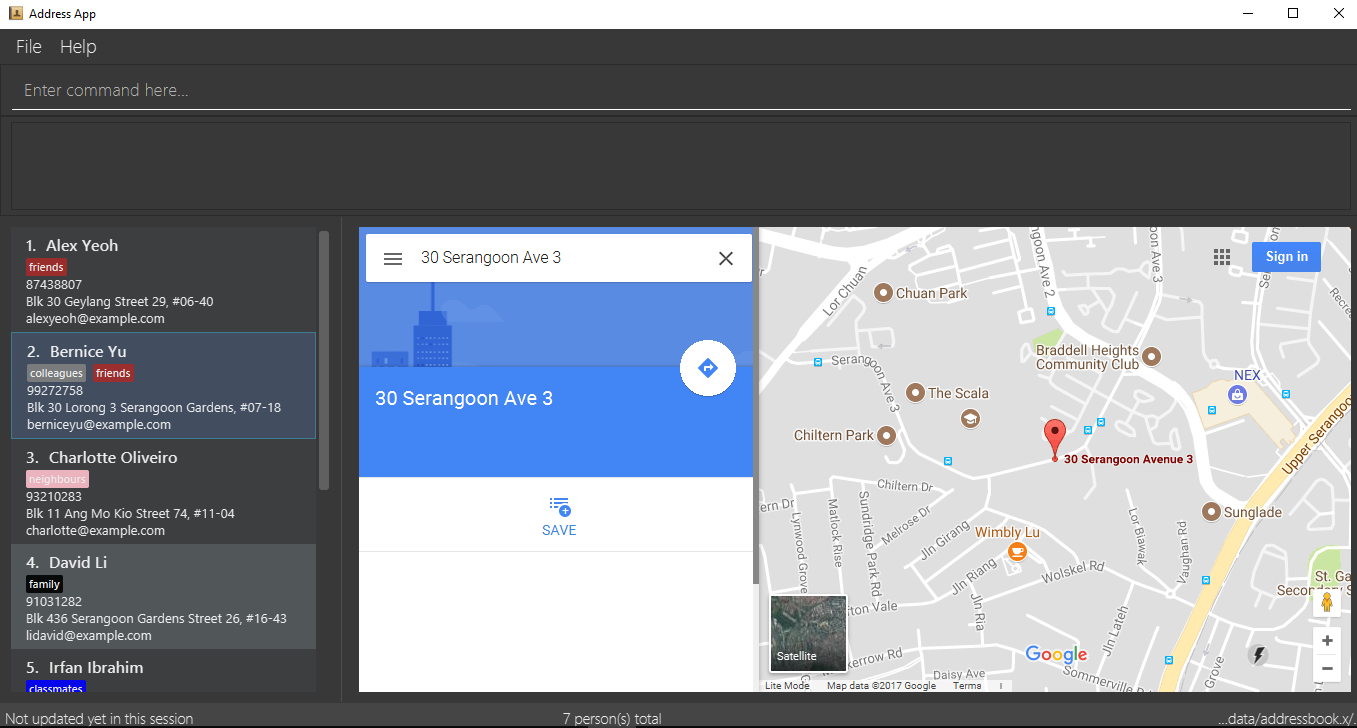 Address App
File Help
Enter command here...
1. Alex Yeoh
friends
87438807
Blk 30 Geylang Street 29, #06-40
alexyeoh@example.com
2. Bernice Yu
colleagues friends
99272758
Blk 30 Lorong 3 Serangoon Gardens, #07-18
berniceyu@example.com
3. Charlotte Oliveiro
neighbours
93210283
Blk 11 Ang Mo Kio Street 74, #11-04
charlotte@example.com
4. David Li
family
91031282
Blk 436 Serangoon Gardens Street 26, #16-43
lidavid@example.com
5. Irfan Ibrahim
classmates
30 Serangoon Ave 3
30 Serangoon Ave 3
SAVE
Sign in
Lor Chuan
Chuan Park
Ave 2
Ave 3
Serangoon Ave 3
Braddell Heights
Community Club
NEX
The Scala
Chiltern Park
30 Serangoon Avenue 3
Upper Serangoon
Chiltern Dr
Sunglade
Lynwood Grove
Matlock Rise
Sundridge Park Rd
Melrose Dr
Jln Girang
Wimbly Lu
Lor Biawak
Vaughan Rd
Jln Riang
Wolskel Rd
St. Ga
Secondary S
Jln Ria
Jln Lateh
fton Vale
Satellite
Google
kerrow Rd
Daisy Ave
Sommerville Rd
Grove
Lite Mode Map data ©2017 Google Terms
Not updated yet in this session
7 person(s) total
...data/addressbook.x/